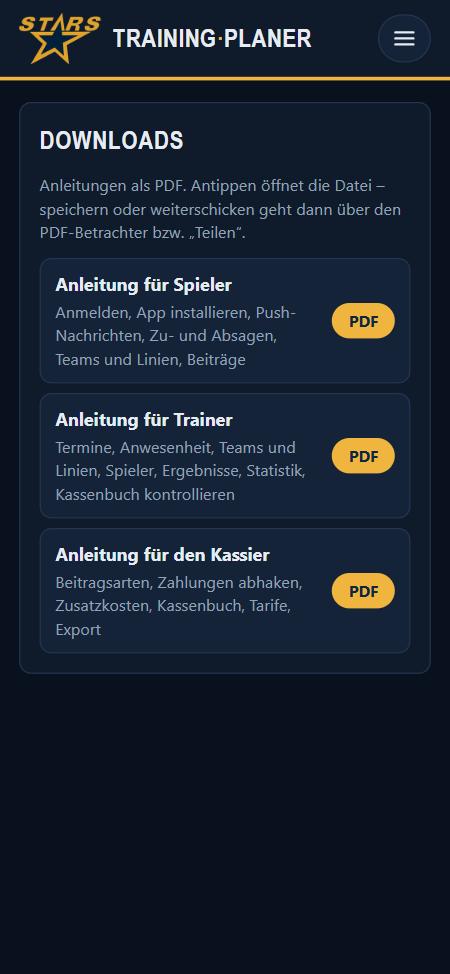 STARS
TRAINING·PLANER
DOWNLOADS
Anleitungen als PDF. Antippen öffnet die Datei –
speichern oder weiterschicken geht dann über den
PDF-Betrachter bzw. „Teilen“.
Anleitung für Spieler
Anmelden, App installieren, Push-
Nachrichten, Zu- und Absagen,
Teams und Linien, Beiträge
PDF
Anleitung für Trainer
Termine, Anwesenheit, Teams und
Linien, Spieler, Ergebnisse, Statistik,
Kassenbuch kontrollieren
PDF
Anleitung für den Kassier
Beitragsarten, Zahlungen abhaken,
Zusatzkosten, Kassenbuch, Tarife,
Export
PDF